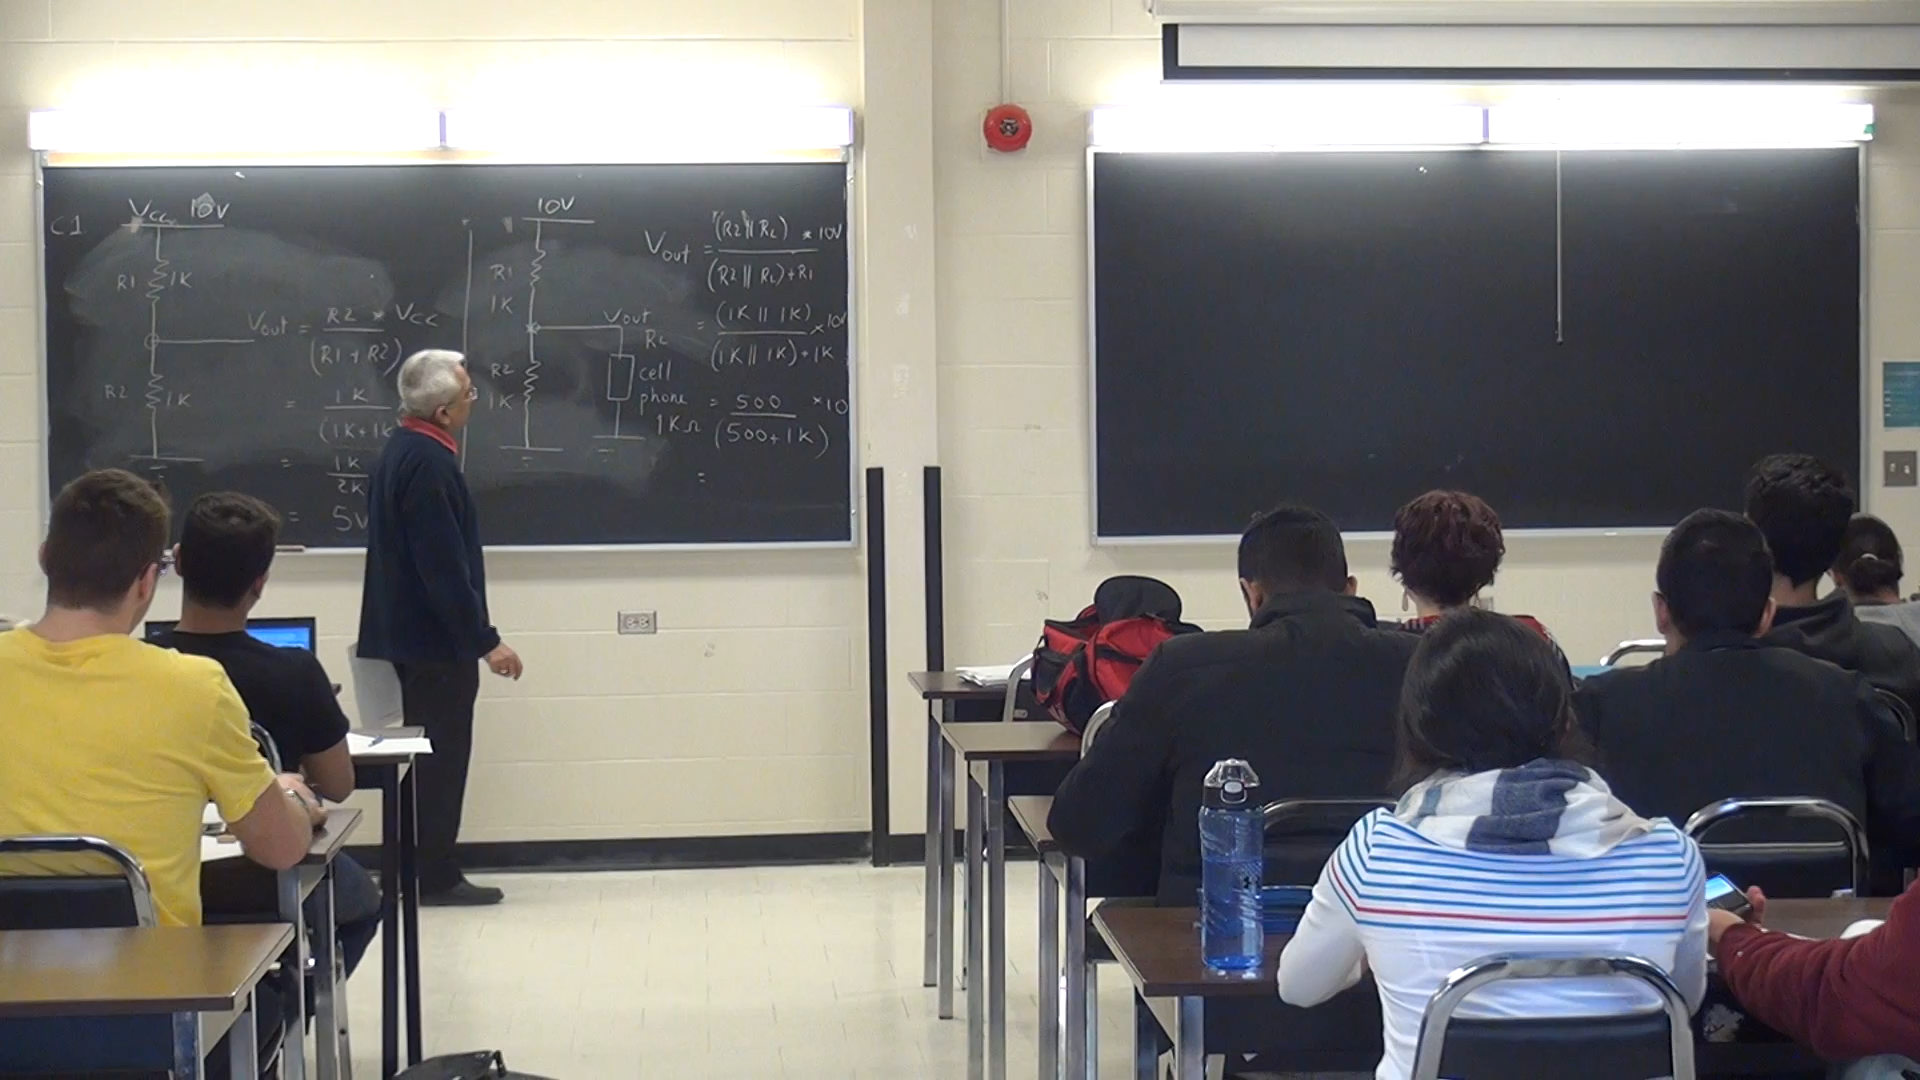 C1
Vcc 10V
R1 1K
Vout = R2 * Vcc
(R1 + R2)
R2 1K
= 1K
(1K+1K
= 1K
2K
= 5V
10V
R1
1K
Vout
RL
R2
1K
cell
phone
1KΩ
Vout = (R2 || RL) * 10V
(R2 || RL)+R1
= (1K || 1K) × 10V
(1K || 1K)+1K
= 500 × 10
(500+1K)
=